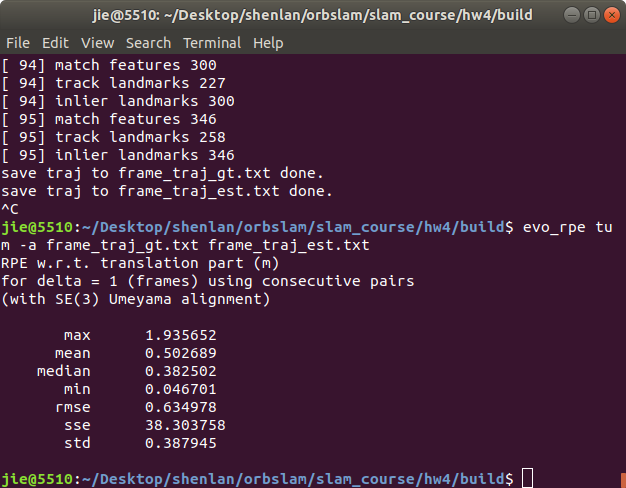 jie@5510: ~/Desktop/shenlan/orbslam/slam_course/hw4/build
File Edit View Search Terminal Help
[ 94] match features 300
[ 94] track landmarks 227
[ 94] inlier landmarks 300
[ 95] match features 346
[ 95] track landmarks 258
[ 95] inlier landmarks 346
save traj to frame_traj_gt.txt done.
save traj to frame_traj_est.txt done.
^C
jie@5510:~/Desktop/shenlan/orbslam/slam_course/hw4/build$ evo_rpe tu
m -a frame_traj_gt.txt frame_traj_est.txt
RPE w.r.t. translation part (m)
for delta = 1 (frames) using consecutive pairs
(with SE(3) Umeyama alignment)
max 1.935652
mean 0.502689
median 0.382502
min 0.046701
rmse 0.634978
sse 38.303758
std 0.387945
jie@5510:~/Desktop/shenlan/orbslam/slam_course/hw4/build$